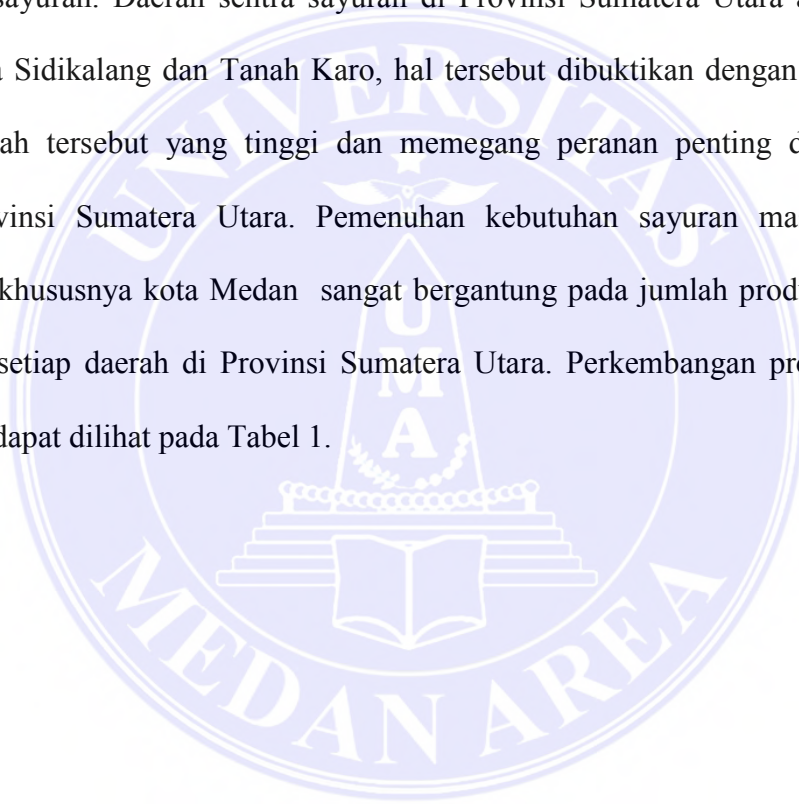 sayuran. Daerah sentra sayuran di Provinsi Sumatera Utara
Sidikalang dan Tanah Karo, hal tersebut dibuktikan dengan
ah tersebut yang tinggi dan memegang peranan penting d
vinsi Sumatera Utara. Pemenuhan kebutuhan sayuran ma
khususnya kota Medan sangat bergantung pada jumlah prod
setiap daerah di Provinsi Sumatera Utara. Perkembangan pro
dapat dilihat pada Tabel 1.
UNIVERSITAS
U
M
A
MEDAN AREA